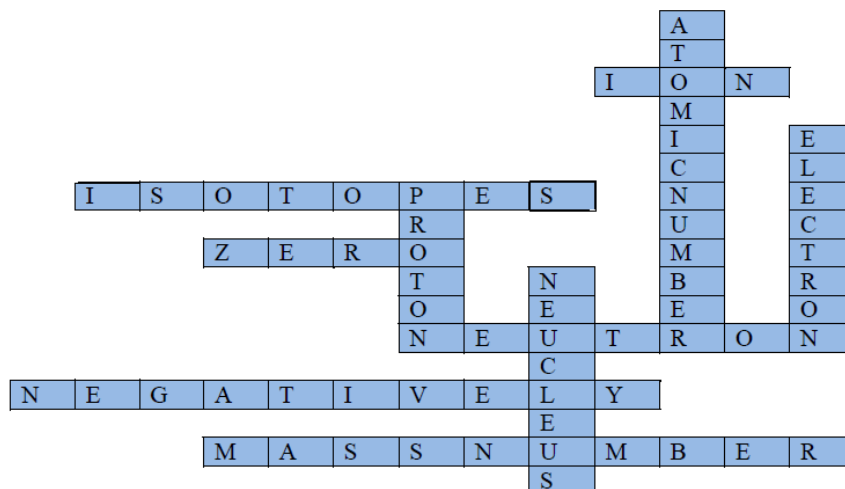 A
T
I O N
M
I E
C L
I S O T O P E S N E
R U C
Z E R O M T
T N B R
O E E O
N E U T R O N
C
N E G A T I V E L Y
E
M A S S N U M B E R
S